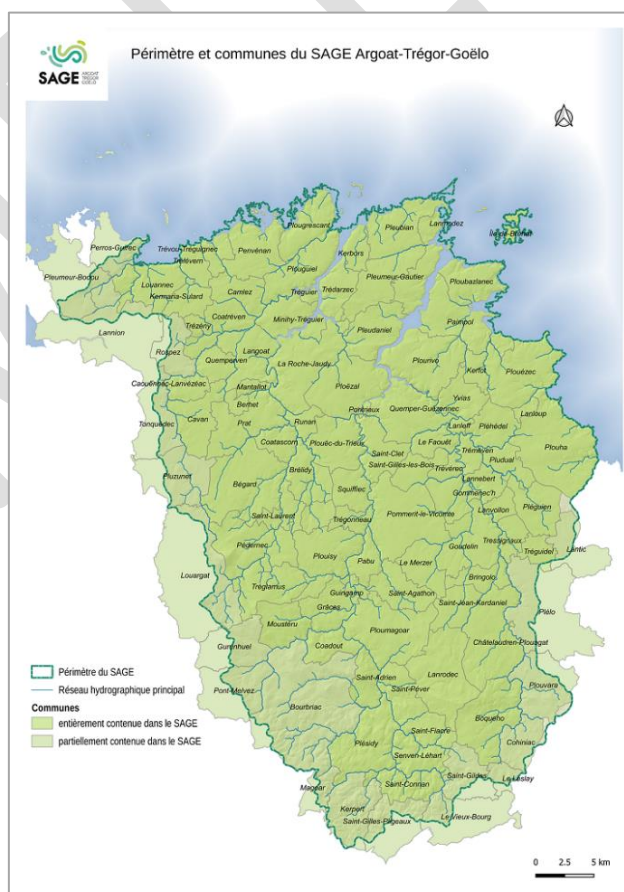 SAGE ARGOAT
TRÉGOR
GOËLO
Périmètre et communes du SAGE Argoat-Trégor-Goëlo
Plougrescant
Pleubian
Lanmodez
Île-de-Bréhat
Perros-Guirec
Trévou-Tréguignec
Penvénan
Trélévern
Kerbors
Pleumeur-Bodou
Louannec
Plouguiel
Pleumeur-Gautier
Ploubazlanec
Kermaria-Sulard
Camlez
Tréguier
Trédarzec
Coatréven
Minihy-Tréguier
Paimpol
Lannion
Trézény
Pleudaniel
Rospez
Langoat
Quemperven
La Roche-Jaudy
Plourivo
Kerfot
Plouézec
Caouënnec-Lanvézéac
Mantallot
Ploëzal
Yvias
Berhet
Pontrieux
Quemper-Guézennec
Lanloup
Tonquédec
Cavan
Prat
Runan
Lanleff
Pléhédel
Coatascorn
Plouëc-du-Trieux
Le Faouët
Plouha
Saint-Clet
Tréméven
Saint-Gilles-les-Bois
Trévérec
Pludual
Pluzunet
Brélidy
Lannebert
Bégard
Squiffiec
Gommenec'h
Pléguien
Saint-Laurent
Trégonneau
Pommerit-le-Vicomte
Lanvollon
Tressignaux
Pédernec
Goudelin
Tréguidel
Lantic
Plouisy
Pabu
Le Merzer
Louargat
Bringolo
Tréglamus
Guingamp
Saint-Agathon
Saint-Jean-Kerdaniel
Plélo
Grâces
Moustéru
Ploumagoar
Gurunhuel
Coadout
Châtelaudren-Plouagat
Saint-Adrien
Lanrodec
Pont-Melvez
Saint-Péver
Plouvara
Bourbriac
Boqueho
Saint-Fiacre
Plésidy
Cohiniac
Senven-Léhart
Saint-Gildas
Le Leslay
Magoar
Saint-Connan
Kerpert
Saint-Gilles-Pligeaux
Le Vieux-Bourg
Périmètre du SAGE
Réseau hydrographique principal
Communes
entièrement contenue dans le SAGE
partiellement contenue dans le SAGE
0 2.5 5 km